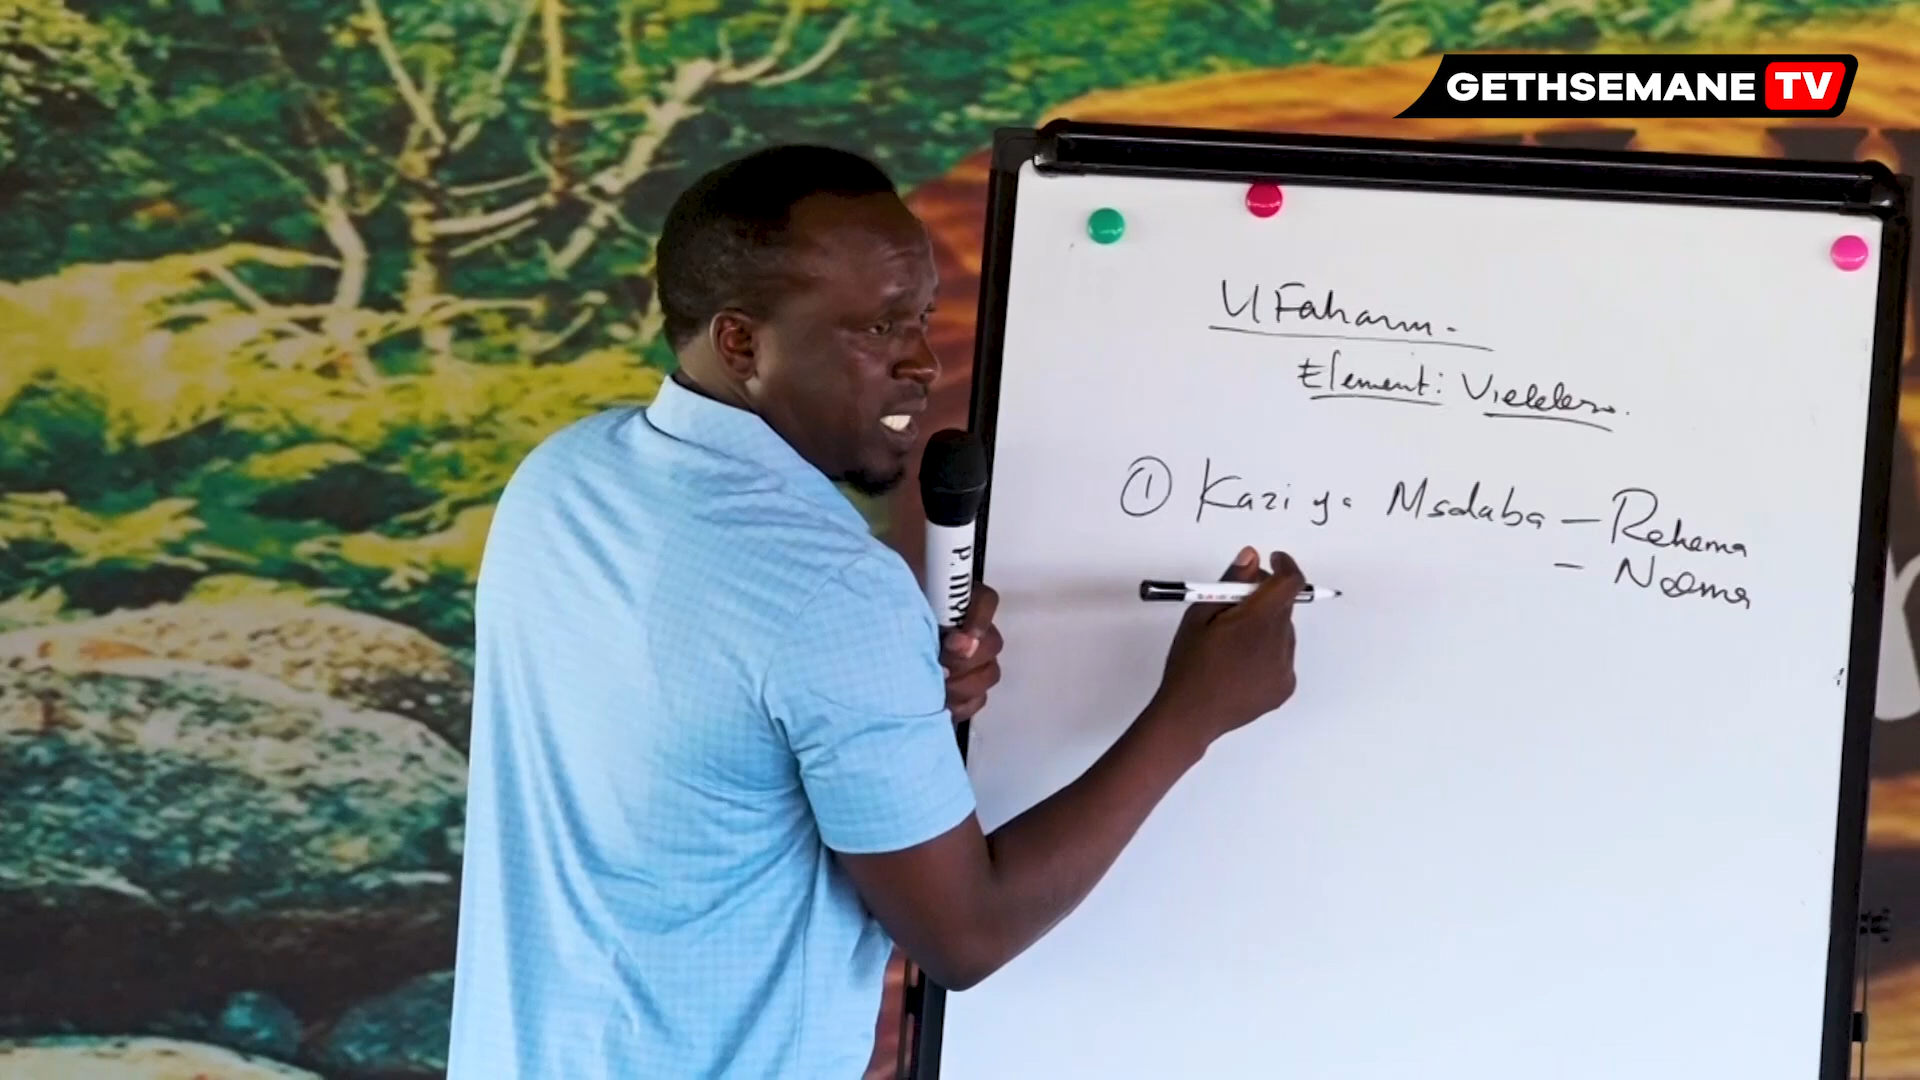 GETHSEMANE TV
UFahamu.
Element: Vielelezo.
① Kazi ya Msalaba – Rehema
– Neema